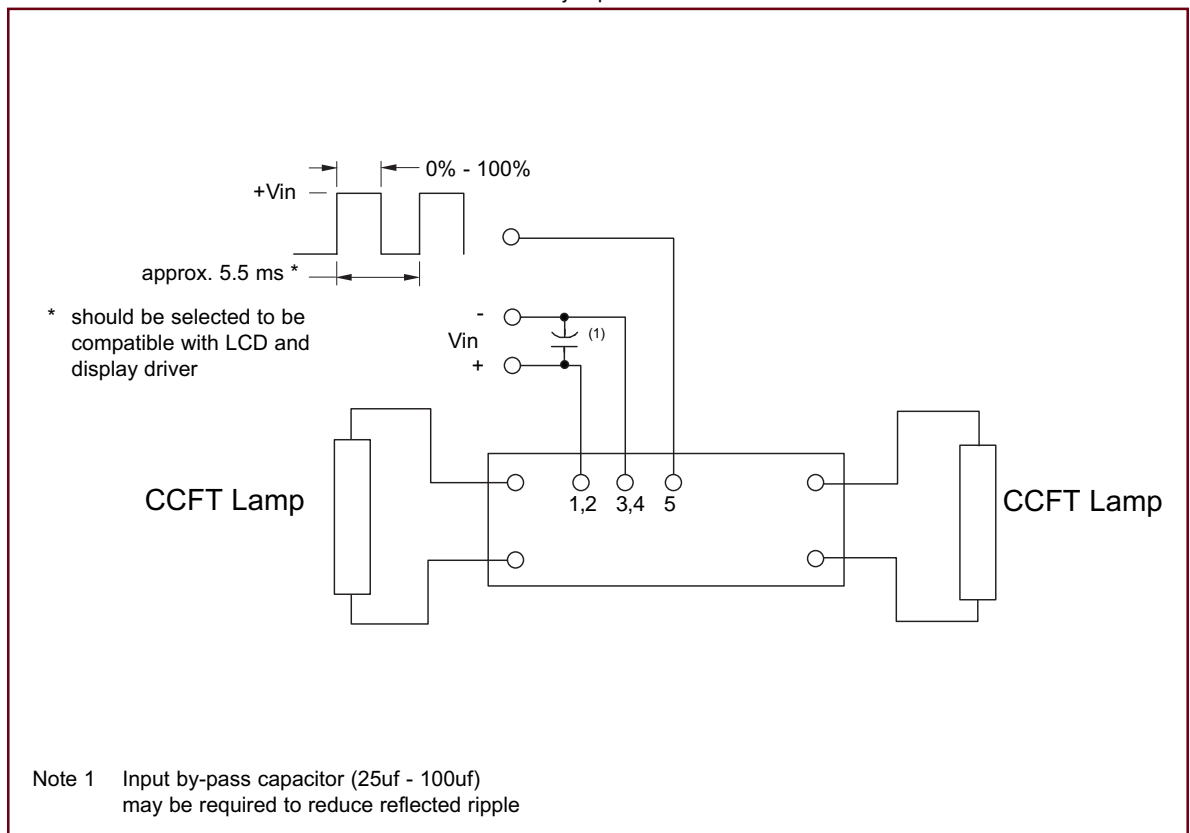 0% - 100%
+Vin
approx. 5.5 ms *
* should be selected to be
compatible with LCD and
display driver
-
Vin
+
(1)
CCFT Lamp
1,2 3,4 5
CCFT Lamp
Note 1 Input by-pass capacitor (25uf - 100uf)
may be required to reduce reflected ripple